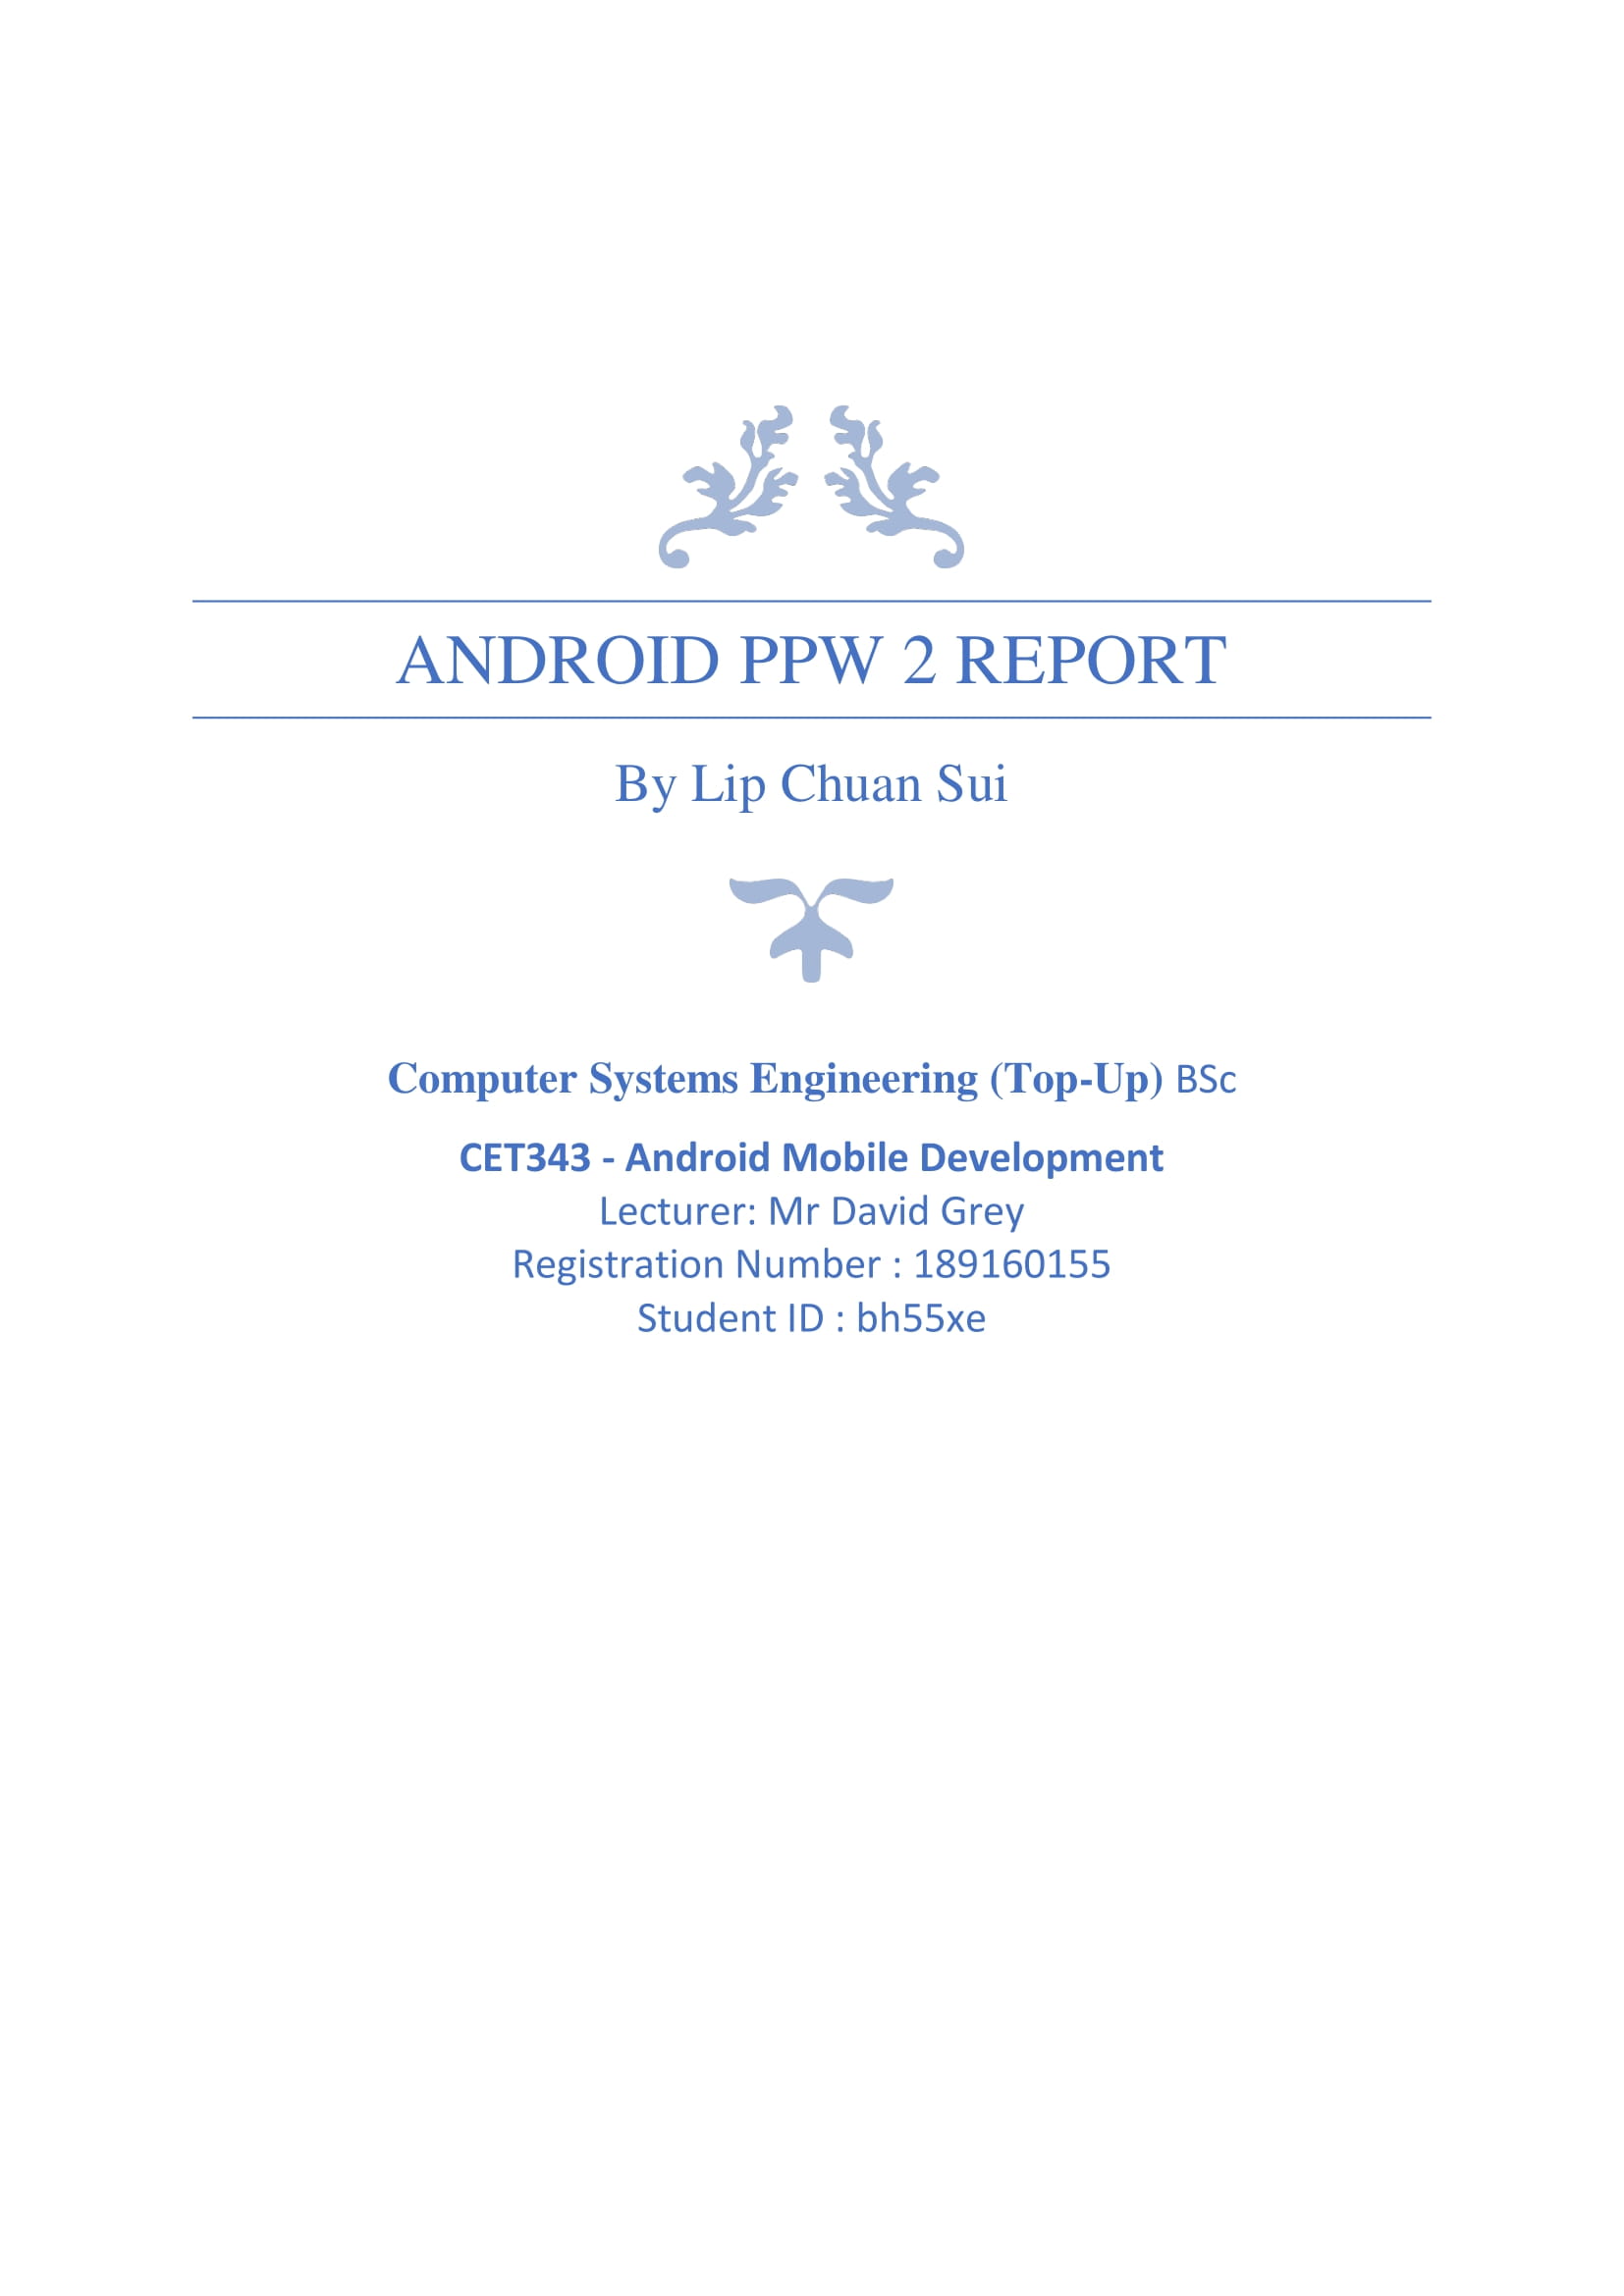 ANDROID PPW 2 REPORT
By Lip Chuan Sui
Computer Systems Engineering (Top-Up) BSc
CET343 - Android Mobile Development
Lecturer: Mr David Grey
Registration Number : 189160155
Student ID : bh55xe